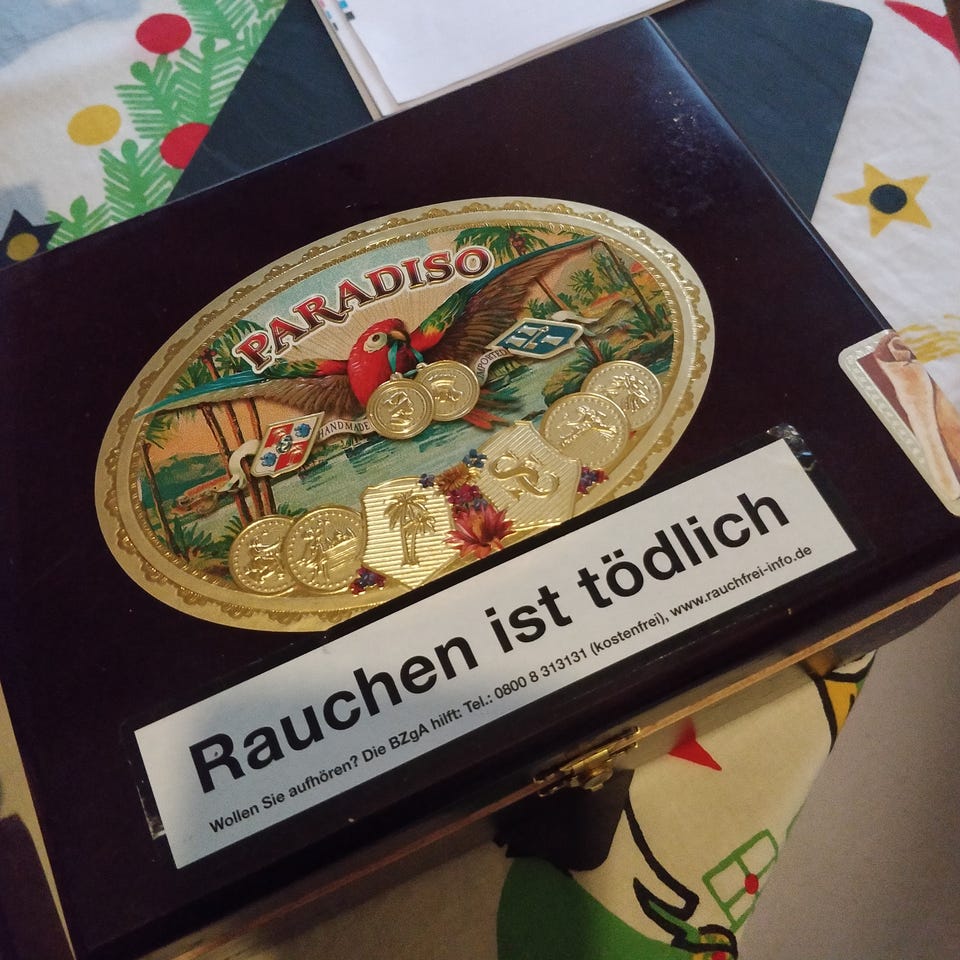 PARADISO
HANDMADE
IMPORTED
Rauchen ist tödlich
Wollen Sie aufhören? Die BZgA hilft: Tel.: 0800 8 313131 (kostenfrei), www.rauchfrei-info.de